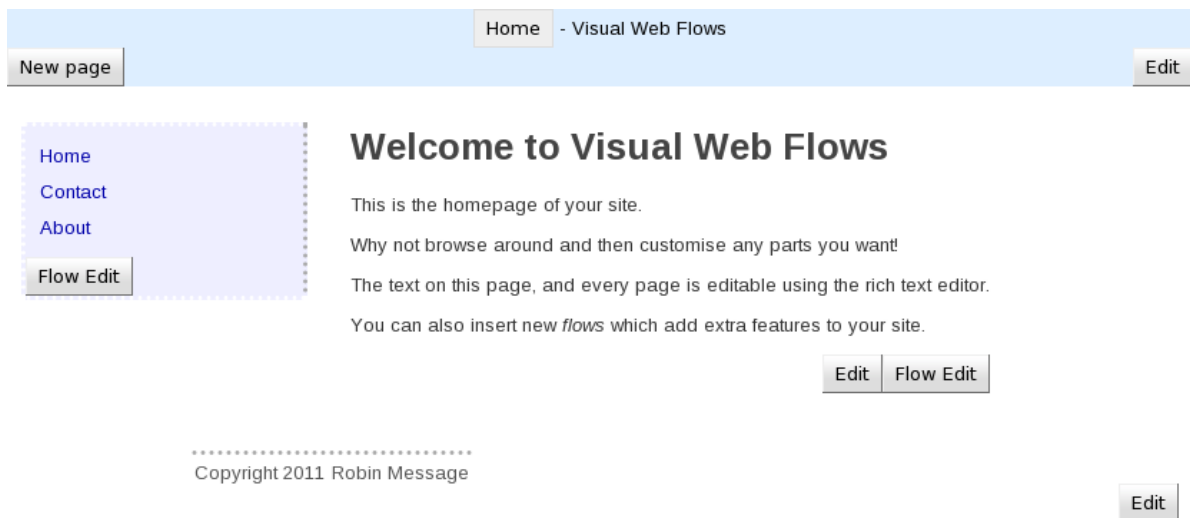 Home - Visual Web Flows
New page
Edit
Home
Contact
About
Flow Edit
Welcome to Visual Web Flows
This is the homepage of your site.
Why not browse around and then customise any parts you want!
The text on this page, and every page is editable using the rich text editor.
You can also insert new flows which add extra features to your site.
Edit Flow Edit
Copyright 2011 Robin Message
Edit